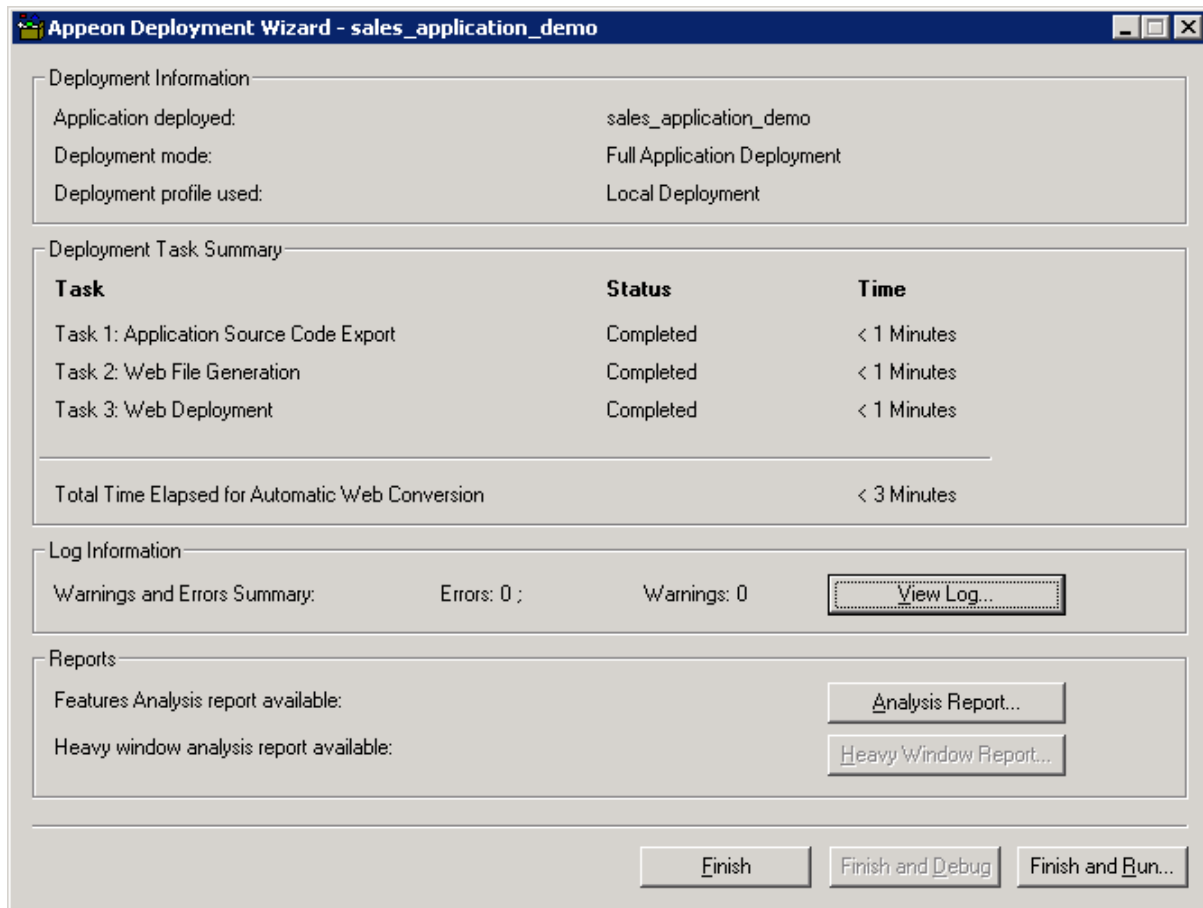 Appeon Deployment Wizard - sales_application_demo
Deployment Information
Application deployed: sales_application_demo
Deployment mode: Full Application Deployment
Deployment profile used: Local Deployment
Deployment Task Summary
Task Status Time
Task 1: Application Source Code Export Completed < 1 Minutes
Task 2: Web File Generation Completed < 1 Minutes
Task 3: Web Deployment Completed < 1 Minutes
Total Time Elapsed for Automatic Web Conversion < 3 Minutes
Log Information
Warnings and Errors Summary: Errors: 0 ; Warnings: 0 View Log...
Reports
Features Analysis report available: Analysis Report...
Heavy window analysis report available: Heavy Window Report...
Finish Finish and Debug Finish and Run...